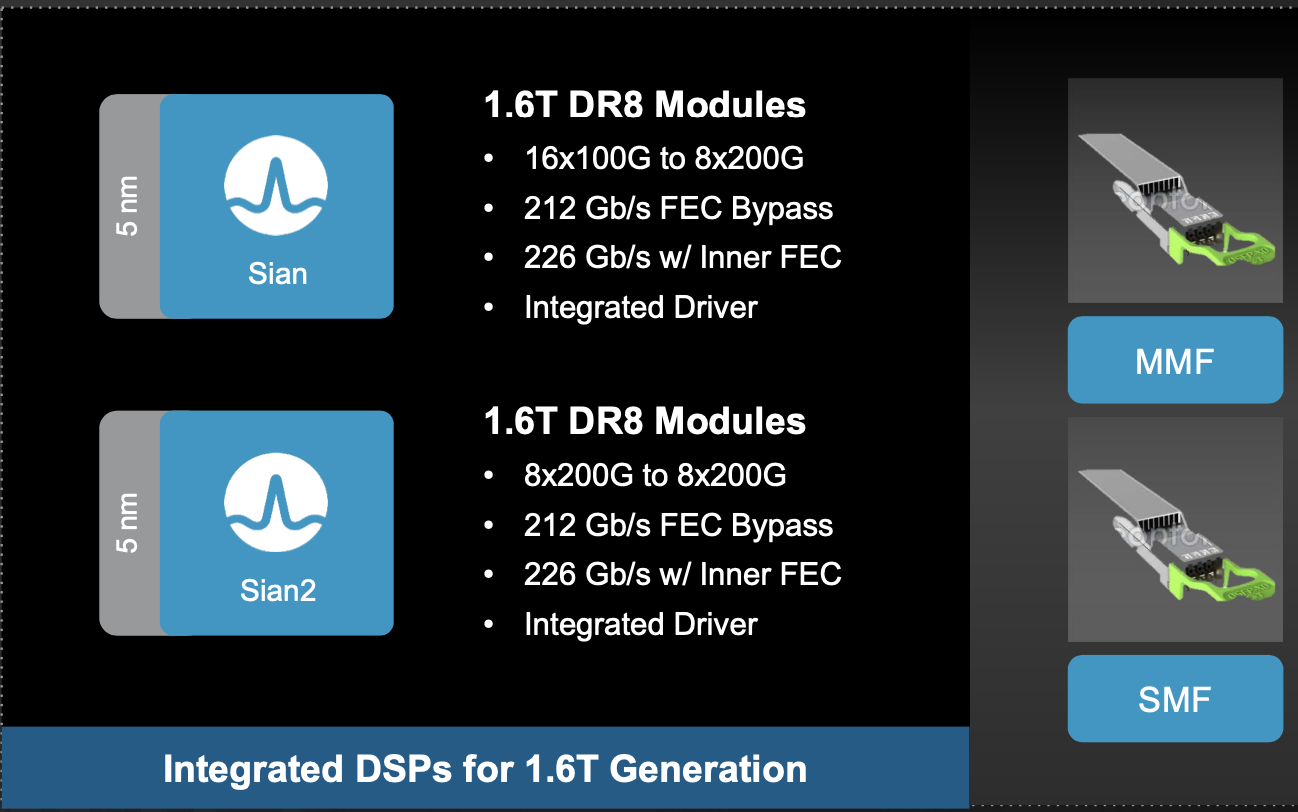 5 nm
Sian
1.6T DR8 Modules
• 16x100G to 8x200G
• 212 Gb/s FEC Bypass
• 226 Gb/s w/ Inner FEC
• Integrated Driver
5 nm
Sian2
1.6T DR8 Modules
• 8x200G to 8x200G
• 212 Gb/s FEC Bypass
• 226 Gb/s w/ Inner FEC
• Integrated Driver
Integrated DSPs for 1.6T Generation
MMF
SMF